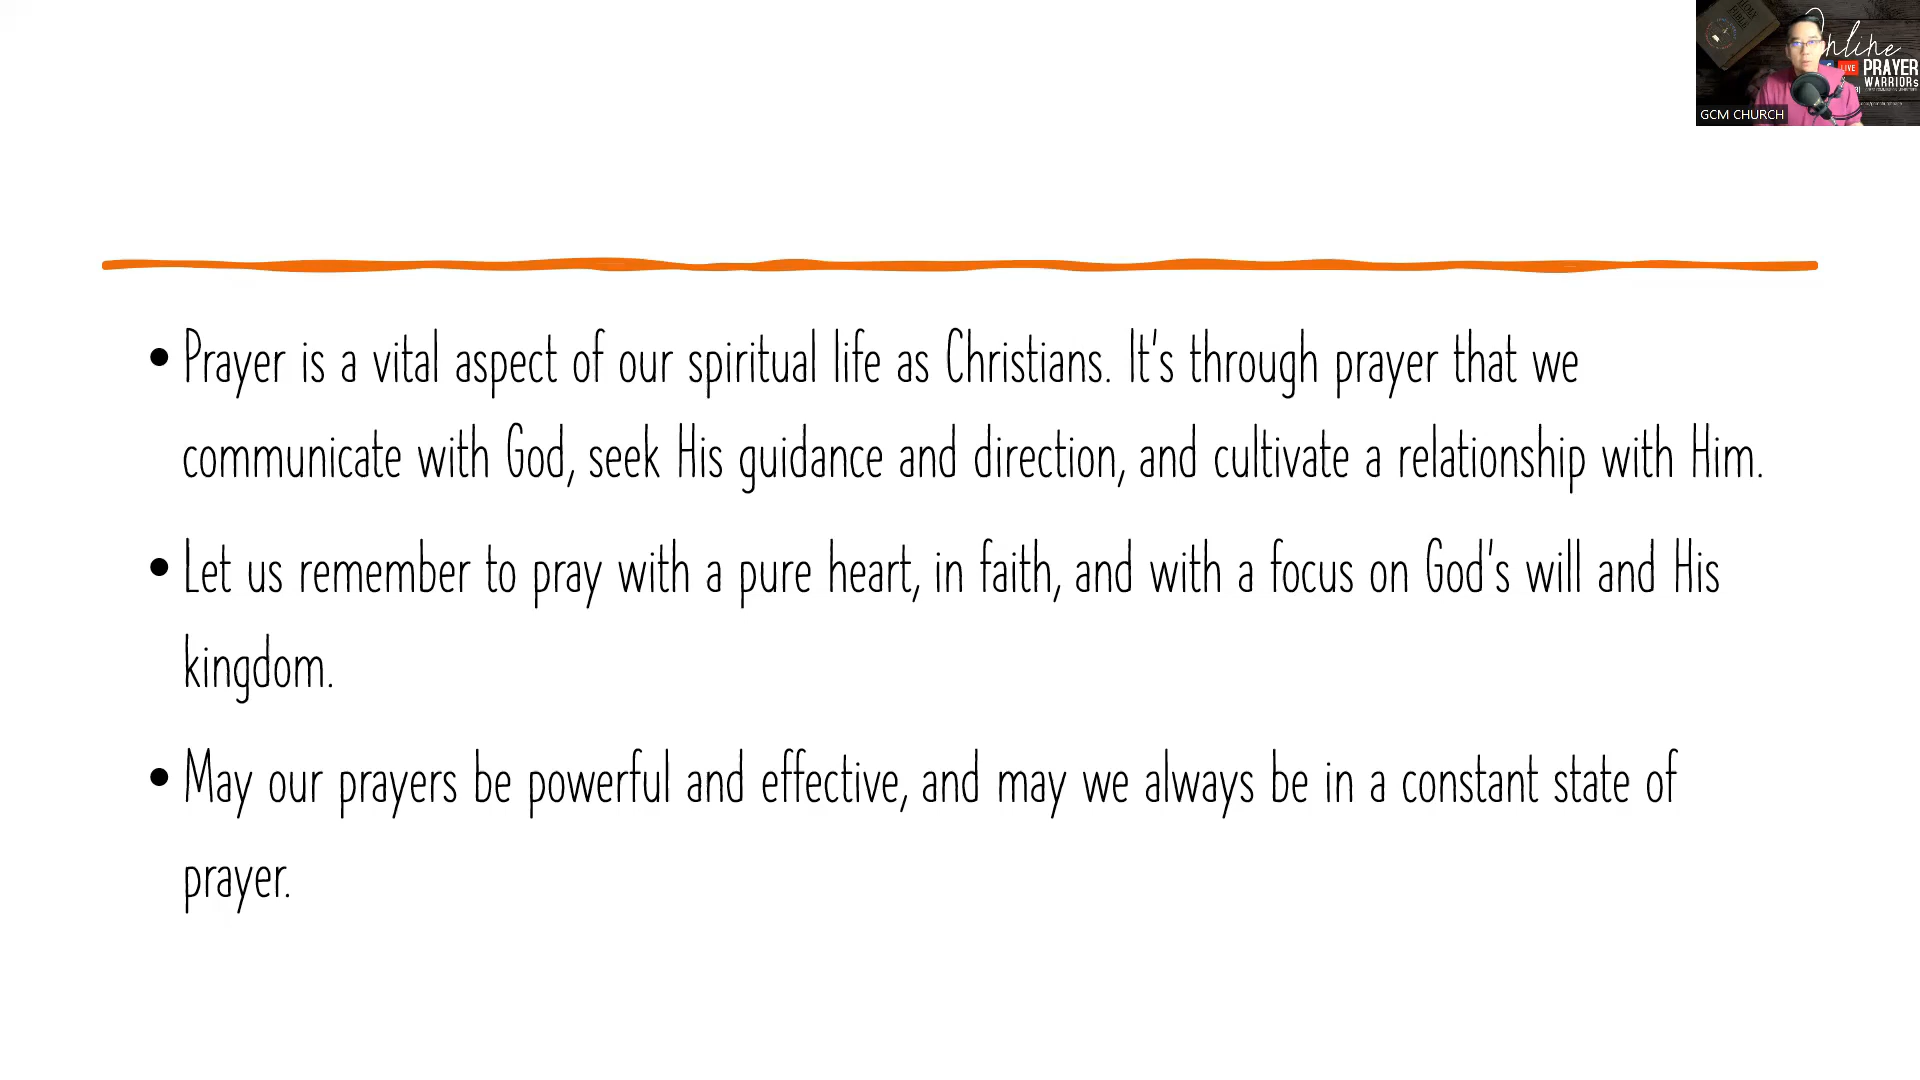 Online
LIVE
PRAYER
WARRIORS
GCM CHURCH
• Prayer is a vital aspect of our spiritual life as Christians. It's through prayer that we
communicate with God, seek His guidance and direction, and cultivate a relationship with Him.
• Let us remember to pray with a pure heart, in faith, and with a focus on God's will and His
kingdom.
• May our prayers be powerful and effective, and may we always be in a constant state of
prayer.